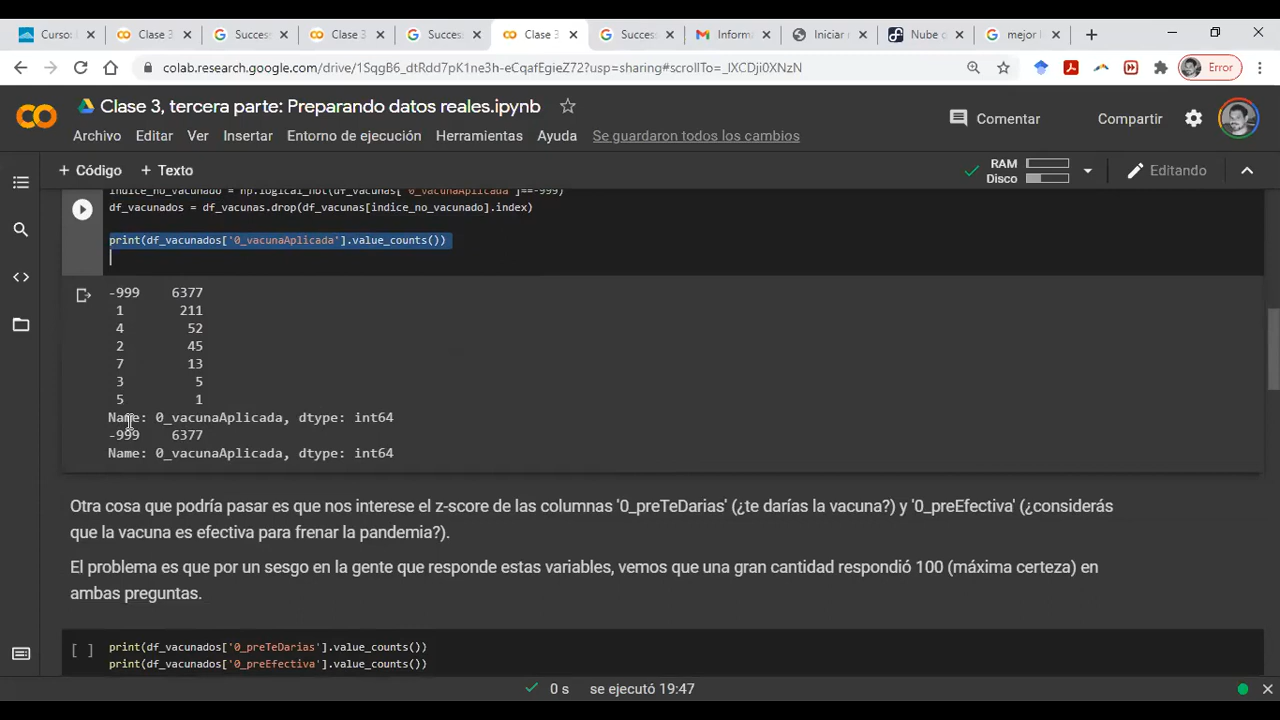 Curso: I
Clase 3
Succes
Clase 3
Succes
Clase 3
Succes
Inform
Iniciar
Nube
mejor
colab.research.google.com/drive/1SqgB6_dtRdd7pK1ne3h-eCqafEgieZ72?usp=sharing#scrollTo=_IXCDji0XNzN
Error
Clase 3, tercera parte: Preparando datos reales.ipynb
Archivo Editar Ver Insertar Entorno de ejecución Herramientas Ayuda Se guardaron todos los cambios
Comentar Compartir
+ Código + Texto
RAM
Disco
Editando
indice_no_vacunado = np.logical_not(df_vacunas['0_vacunaAplicada']==-999)
df_vacunados = df_vacunas.drop(df_vacunas[indice_no_vacunado].index)
print(df_vacunados['0_vacunaAplicada'].value_counts())
-999 6377
1 211
4 52
2 45
7 13
3 5
5 1
Name: 0_vacunaAplicada, dtype: int64
-999 6377
Name: 0_vacunaAplicada, dtype: int64
Otra cosa que podría pasar es que nos interese el z-score de las columnas '0_preTeDarias' (¿te darías la vacuna?) y '0_preEfectiva' (¿considerás
que la vacuna es efectiva para frenar la pandemia?).
El problema es que por un sesgo en la gente que responde estas variables, vemos que una gran cantidad respondió 100 (máxima certeza) en
ambas preguntas.
[ ] print(df_vacunados['0_preTeDarias'].value_counts())
print(df_vacunados['0_preEfectiva'].value_counts())
0 s se ejecutó 19:47